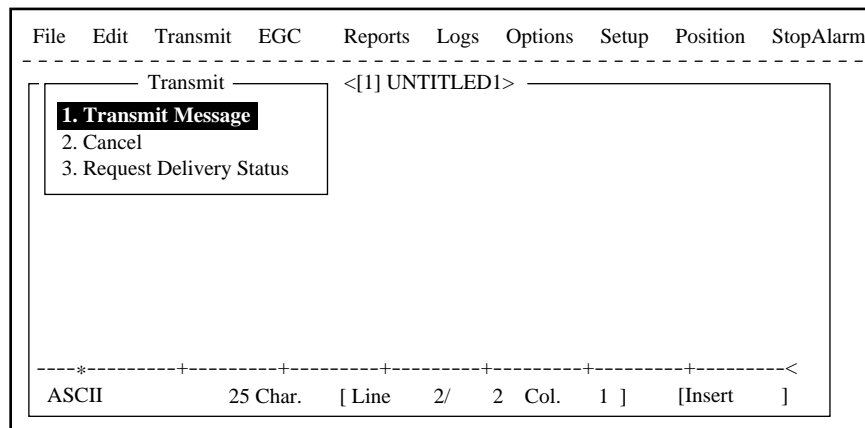 File Edit Transmit EGC Reports Logs Options Setup Position StopAlarm
Transmit <[1] UNTITLED1>
1. Transmit Message
2. Cancel
3. Request Delivery Status
----*---------+---------+---------+---------+---------+---------+---------<
ASCII 25 Char. [ Line 2/ 2 Col. 1 ] [Insert ]